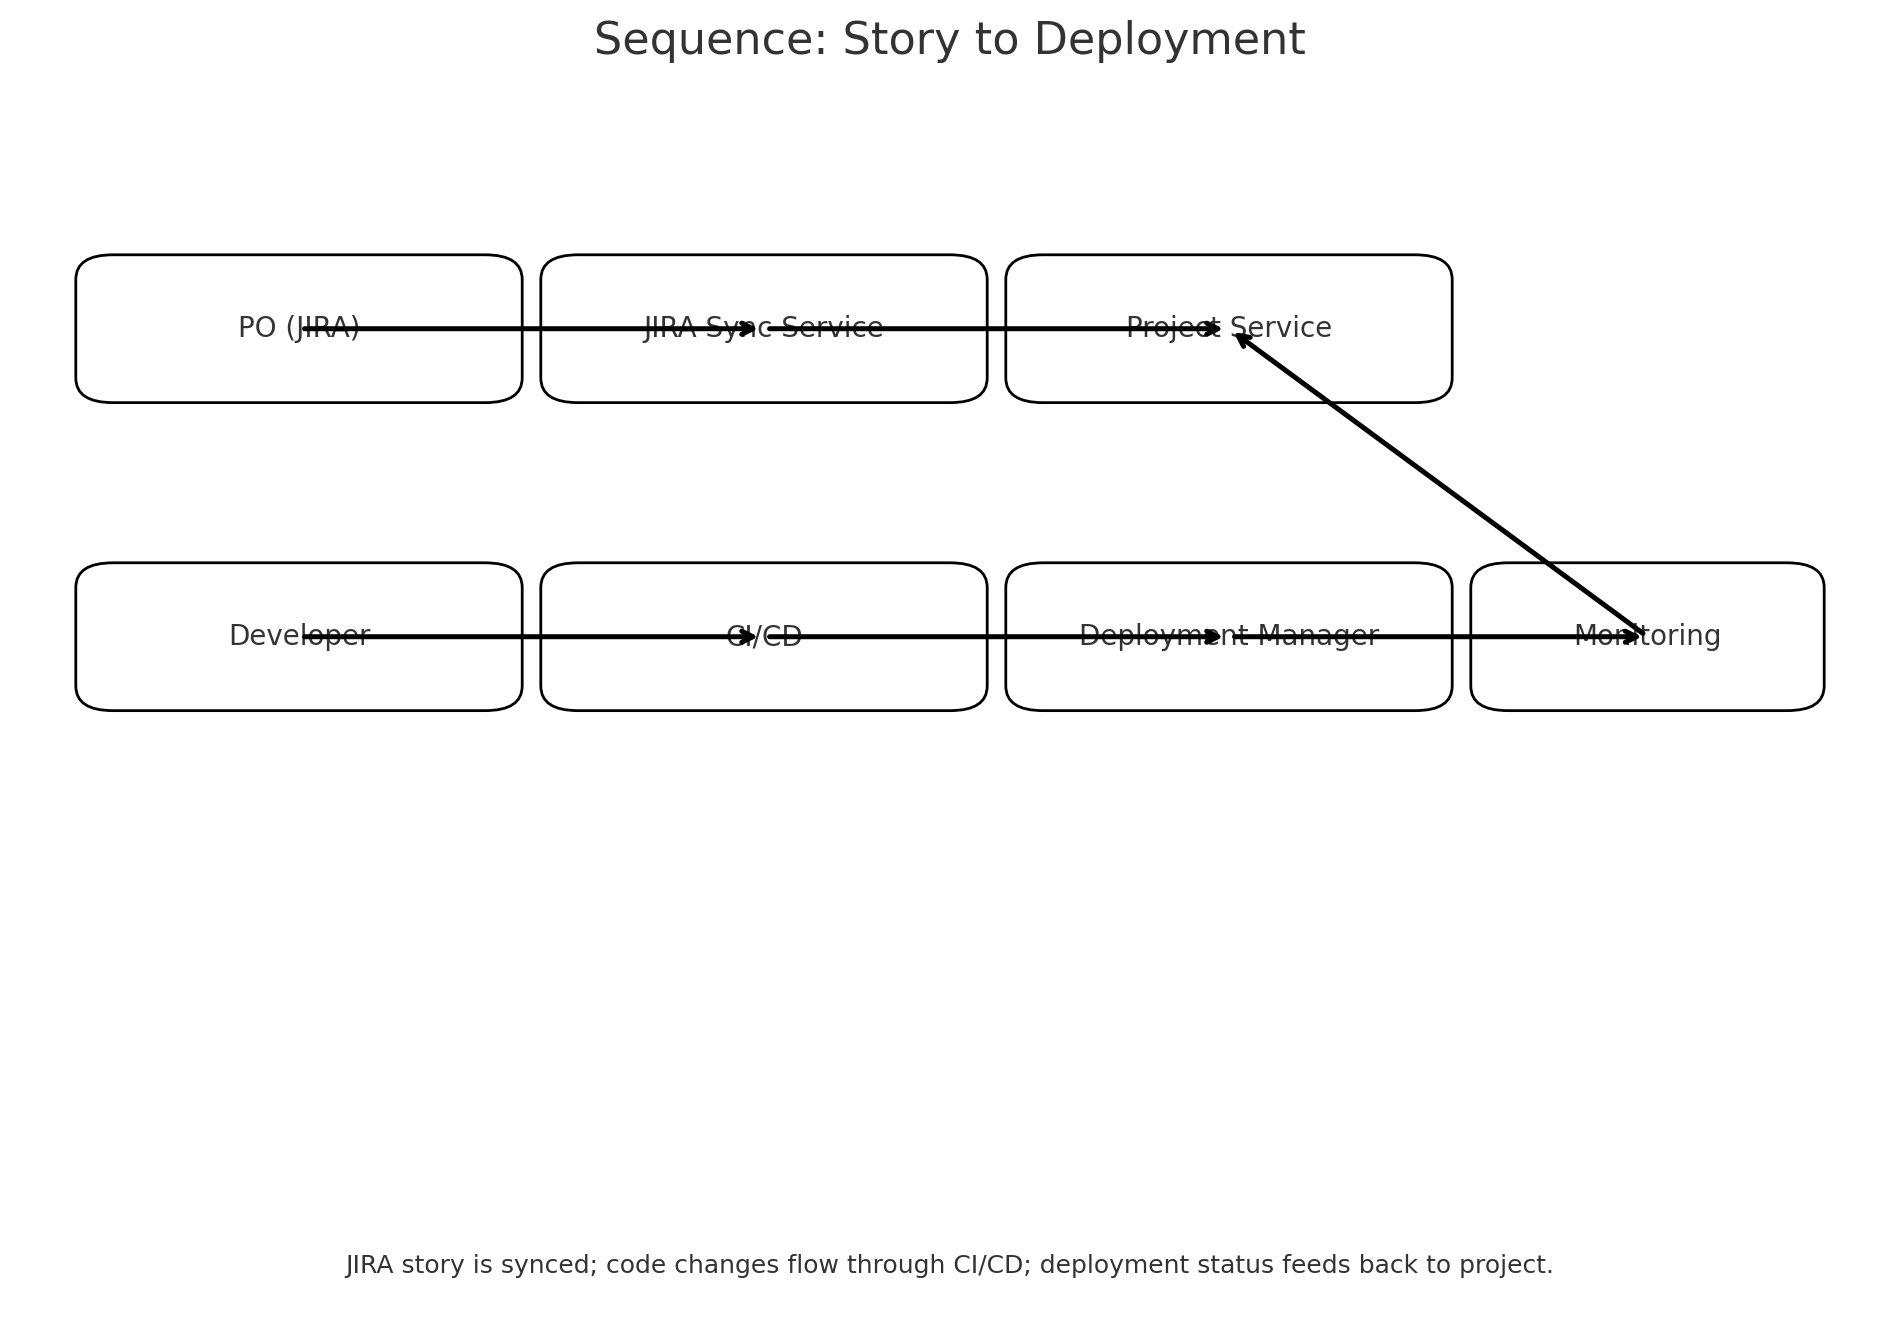 Sequence: Story to Deployment
PO (JIRA)
JIRA Sync Service
Project Service
Developer
CI/CD
Deployment Manager
Monitoring
JIRA story is synced; code changes flow through CI/CD; deployment status feeds back to project.